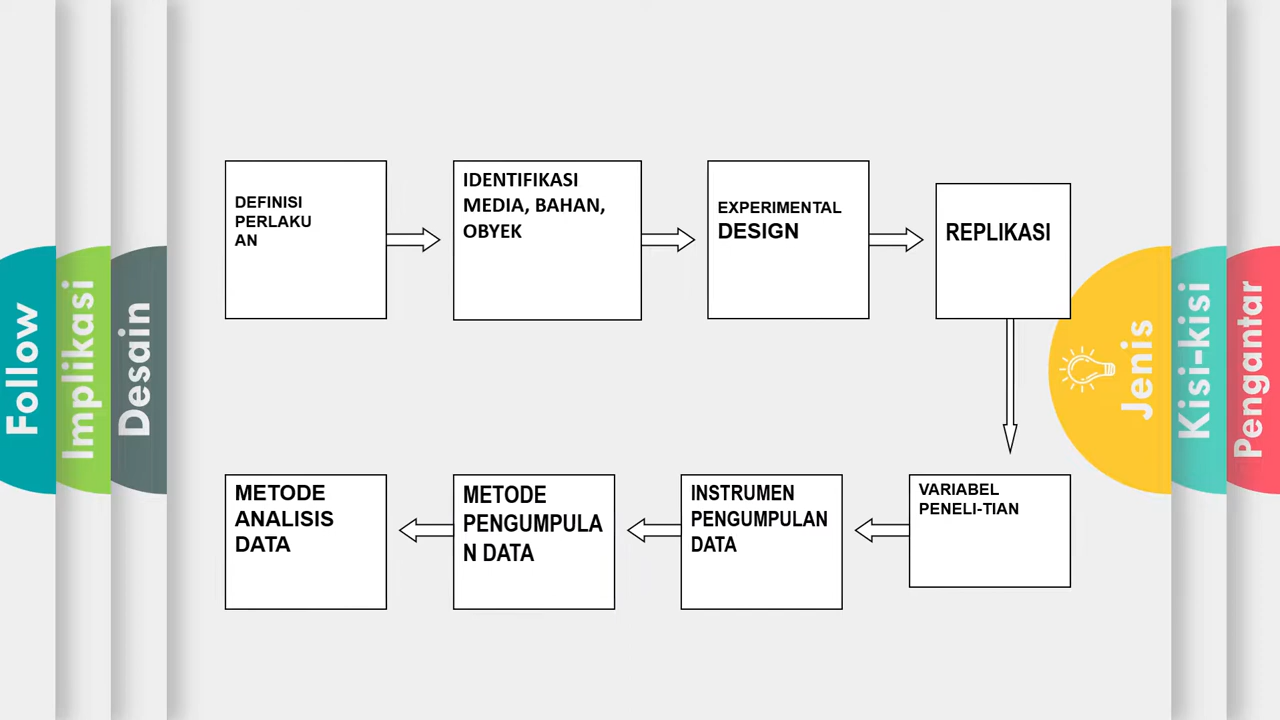 DEFINISI
PERLAKU
AN
IDENTIFIKASI
MEDIA, BAHAN,
OBYEK
EXPERIMENTAL
DESIGN
REPLIKASI
VARIABEL
PENELI-TIAN
INSTRUMEN
PENGUMPULAN
DATA
METODE
PENGUMPULA
N DATA
METODE
ANALISIS
DATA
Follow
Implikasi
Desain
Jenis
Kisi-kisi
Pengantar